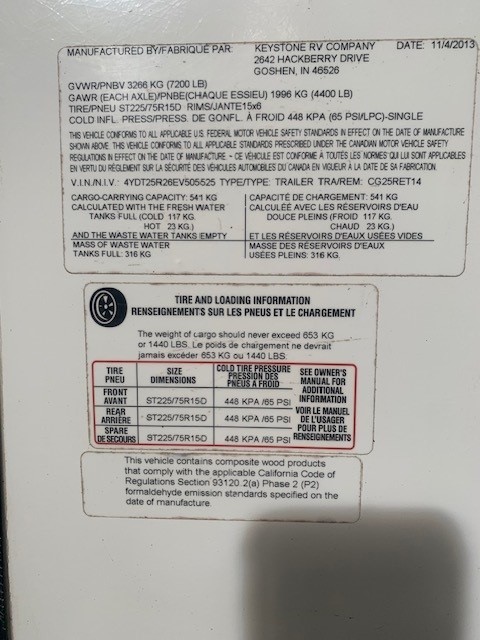 MANUFACTURED BY/FABRIQUÉ PAR: KEYSTONE RV COMPANY DATE: 11/4/2013
2642 HACKBERRY DRIVE
GOSHEN, IN 46526
GVWR/PNBV 3266 KG (7200 LB)
GAWR (EACH AXLE)/PNBE(CHAQUE ESSIEU) 1996 KG (4400 LB)
TIRE/PNEU ST225/75R15D RIMS/JANTE15x6
COLD INFL. PRESS/PRESS. DE GONFL. À FROID 448 KPA (65 PSI/LPC)-SINGLE
THIS VEHICLE CONFORMS TO ALL APPLICABLE U.S. FEDERAL MOTOR VEHICLE SAFETY STANDARDS IN EFFECT ON THE DATE OF MANUFACTURE
SHOWN ABOVE. THIS VEHICLE CONFORMS TO ALL APPLICABLE STANDARDS PRESCRIBED UNDER THE CANADIAN MOTOR VEHICLE SAFETY
REGULATIONS IN EFFECT ON THE DATE OF MANUFACTURE. - CE VÉHICULE EST CONFORME À TOUTES LES NORMES QUI LUI SONT APPLICABLES
EN VERTU DU RÈGLEMENT SUR LA SÉCURITÉ DES VÉHICULES AUTOMOBILES DU CANADA EN VIGUEUR À LA DATE DE SA FABRICATION.
V.I.N./N.I.V.: 4YDT25R26EV505525 TYPE/TYPE: TRAILER TRA/REM: CG25RET14
CARGO-CARRYING CAPACITY: 541 KG
CALCULATED WITH THE FRESH WATER
TANKS FULL (COLD 117 KG.
HOT 23 KG.)
AND THE WASTE WATER TANKS EMPTY
MASS OF WASTE WATER
TANKS FULL: 316 KG
CAPACITÉ DE CHARGEMENT: 541 KG
CALCULÉE AVEC LES RÉSERVOIRS D'EAU
DOUCE PLEINS (FROID 117 KG.
CHAUD 23 KG.)
ET LES RÉSERVOIRS D'EAUX USÉES VIDES
MASSE DES RÉSERVOIRS D'EAUX
USÉES PLEINS: 316 KG.
TIRE AND LOADING INFORMATION
RENSEIGNEMENTS SUR LES PNEUS ET LE CHARGEMENT
The weight of cargo should never exceed 653 KG
or 1440 LBS. Le poids de chargement ne devrait
jamais excéder 653 KG ou 1440 LBS.
TIRE
PNEU
SIZE
DIMENSIONS
COLD TIRE PRESSURE
PRESSION DES
PNEUS A FROID
SEE OWNER'S
MANUAL FOR
ADDITIONAL
INFORMATION
VOIR LE MANUEL
DE L'USAGER
POUR PLUS DE
RENSEIGNEMENTS
FRONT
AVANT
ST225/75R15D 448 KPA /65 PSI
REAR
ARRIÈRE
ST225/75R15D 448 KPA /65 PSI
SPARE
DE SECOURS
ST225/75R15D 448 KPA /65 PSI
This vehicle contains composite wood products
that comply with the applicable California Code of
Regulations Section 93120.2(a) Phase 2 (P2)
formaldehyde emission standards specified on the
date of manufacture.